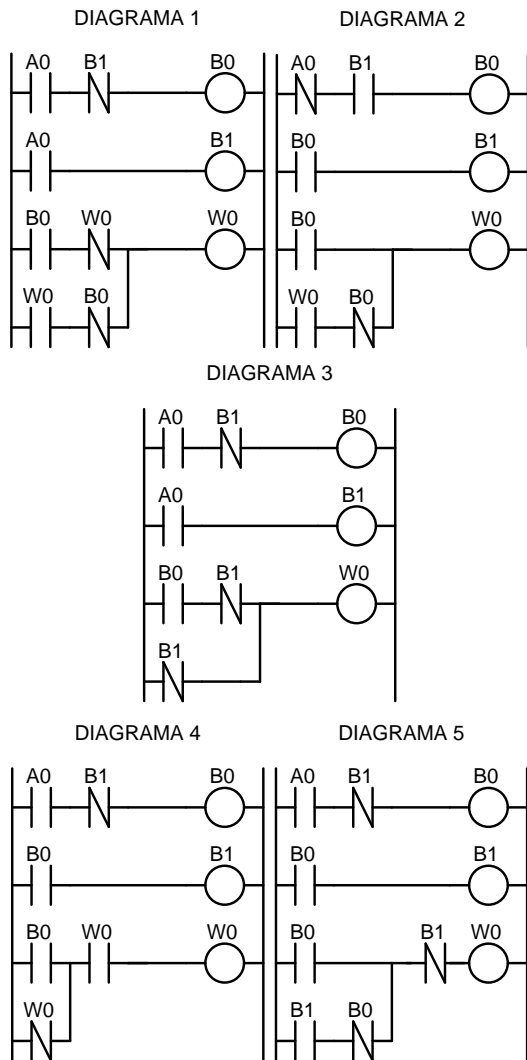 DIAGRAMA 1 DIAGRAMA 2
A0 B1 B0 A0 B1 B0
A0 B1 B0 B1
B0 W0 W0 B0 W0
W0 B0 W0 B0
DIAGRAMA 3
A0 B1 B0
A0 B1
B0 B1 W0
B1
DIAGRAMA 4 DIAGRAMA 5
A0 B1 B0 A0 B1 B0
B0 B1 B0 B1
B0 W0 W0 B0 B1 W0
W0 B1 B0